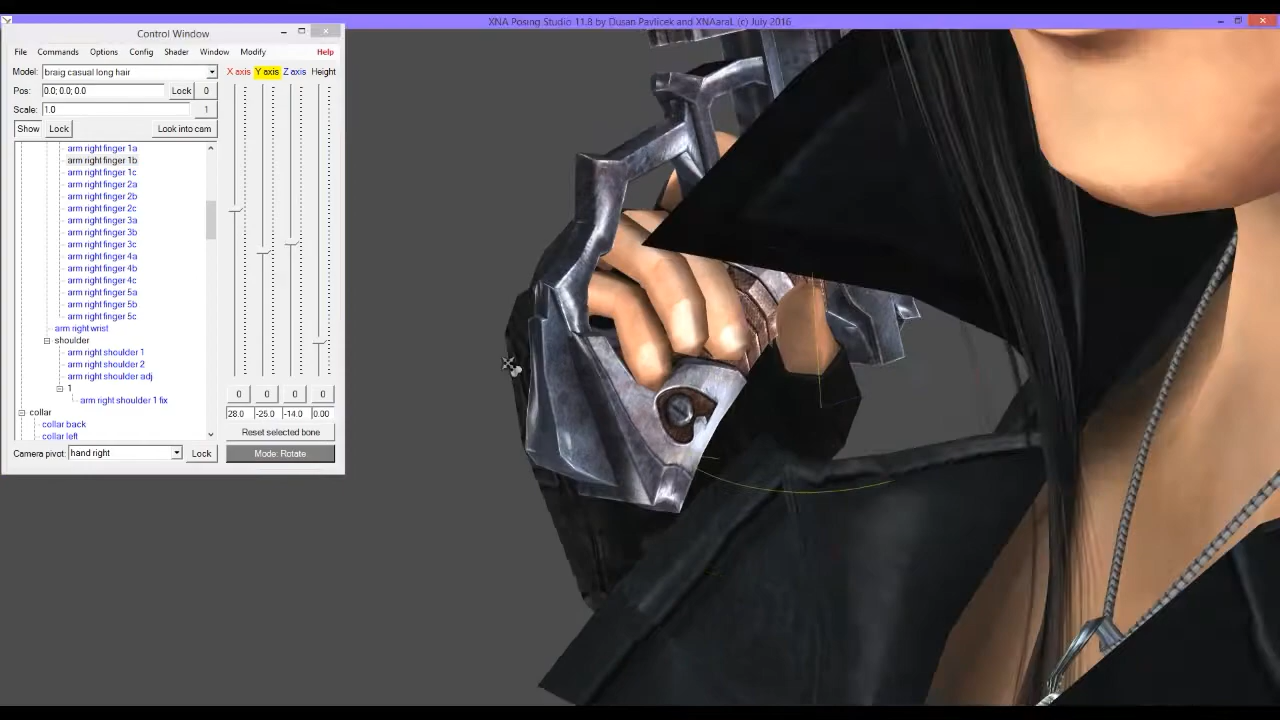 XNA Posing Studio 11.8 by Dusan Pavlicek and XNAaraL (c) July 2016
Control Window
File Commands Options Config Shader Window Modify Help
Model: braig casual long hair
X axis Y axis Z axis Height
Pos: 0.0; 0.0; 0.0 Lock 0
Scale: 1.0 1
Show Lock Look into cam
arm right finger 1a
arm right finger 1b
arm right finger 1c
arm right finger 2a
arm right finger 2b
arm right finger 2c
arm right finger 3a
arm right finger 3b
arm right finger 3c
arm right finger 4a
arm right finger 4b
arm right finger 4c
arm right finger 5a
arm right finger 5b
arm right finger 5c
arm right wrist
shoulder
arm right shoulder 1
arm right shoulder 2
arm right shoulder adj
1
arm right shoulder 1 fix
collar
collar back
collar left
0 0 0 0
28.0 -25.0 -14.0 0.00
Reset selected bone
Camera pivot: hand right Lock
Mode: Rotate